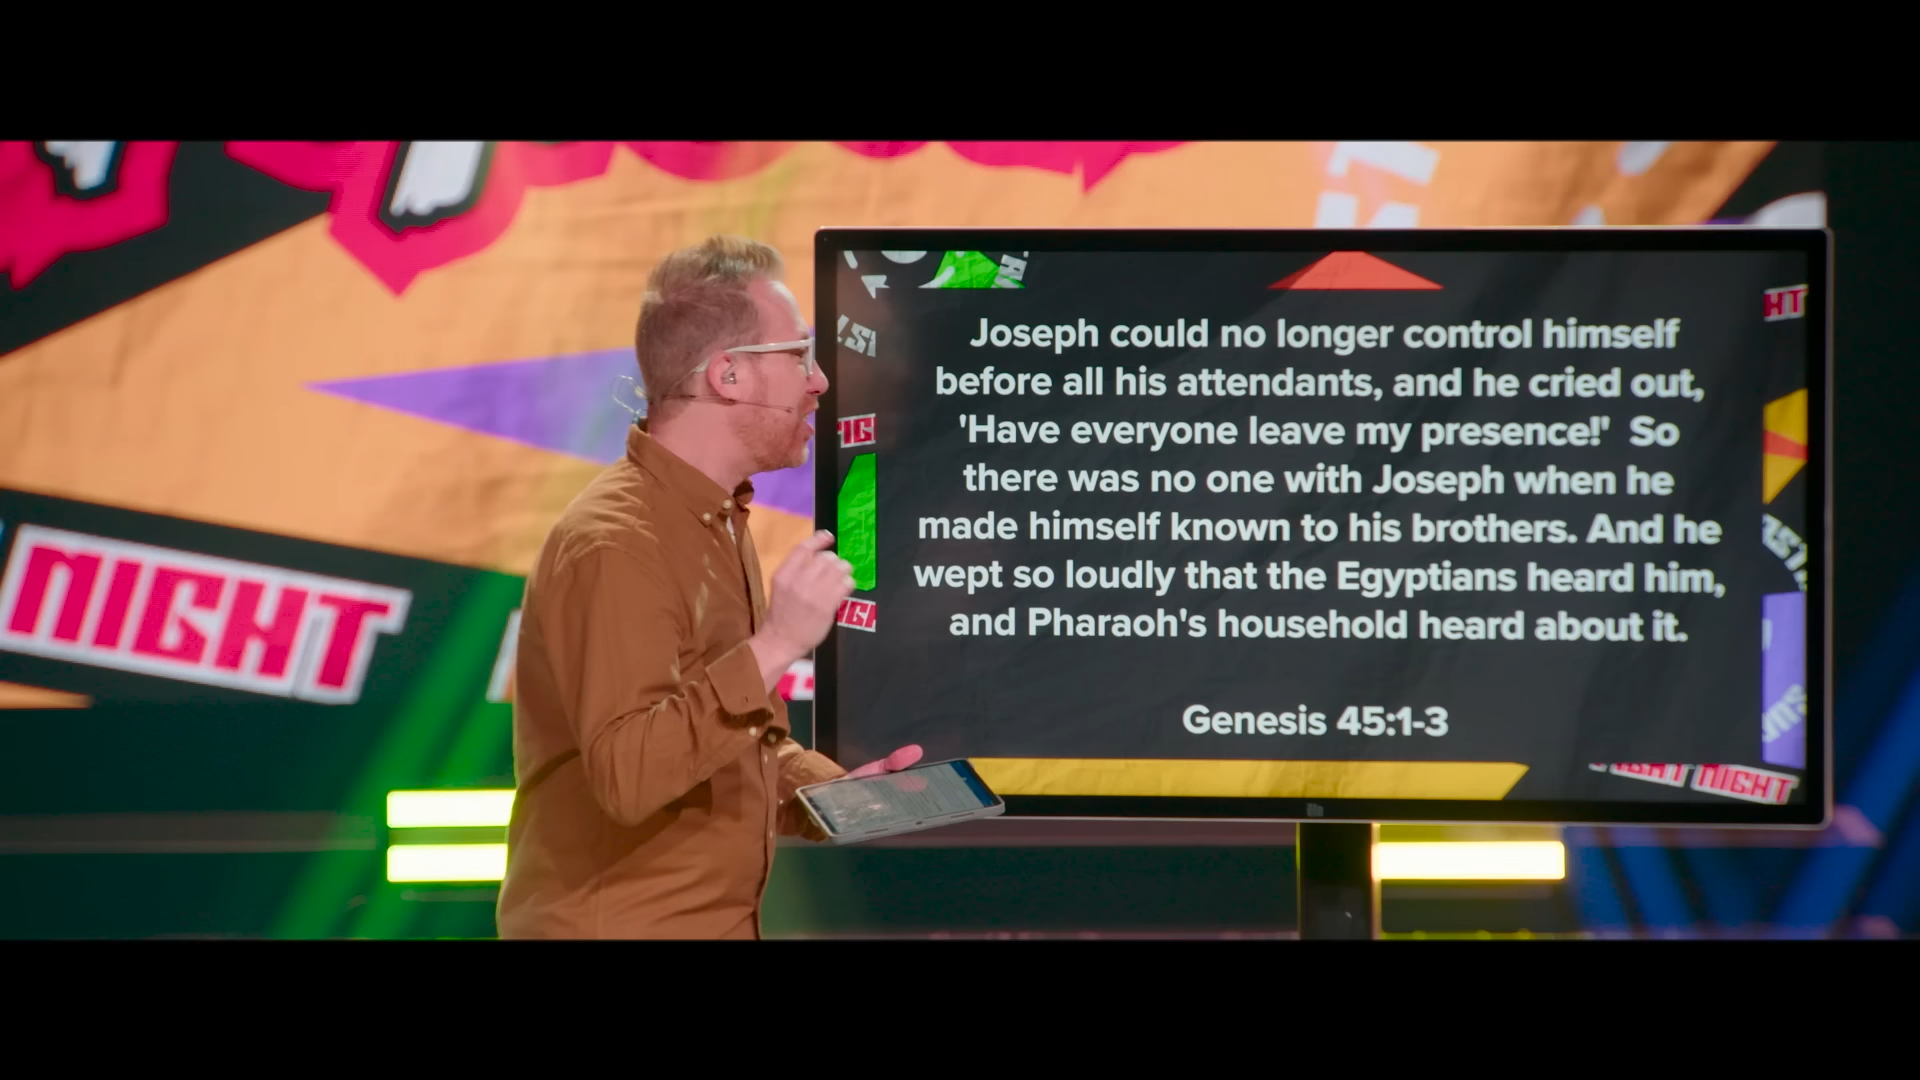 Joseph could no longer control himself
before all his attendants, and he cried out,
'Have everyone leave my presence!' So
there was no one with Joseph when he
made himself known to his brothers. And he
wept so loudly that the Egyptians heard him,
and Pharaoh's household heard about it.
Genesis 45:1-3
NIGHT
NIGHT